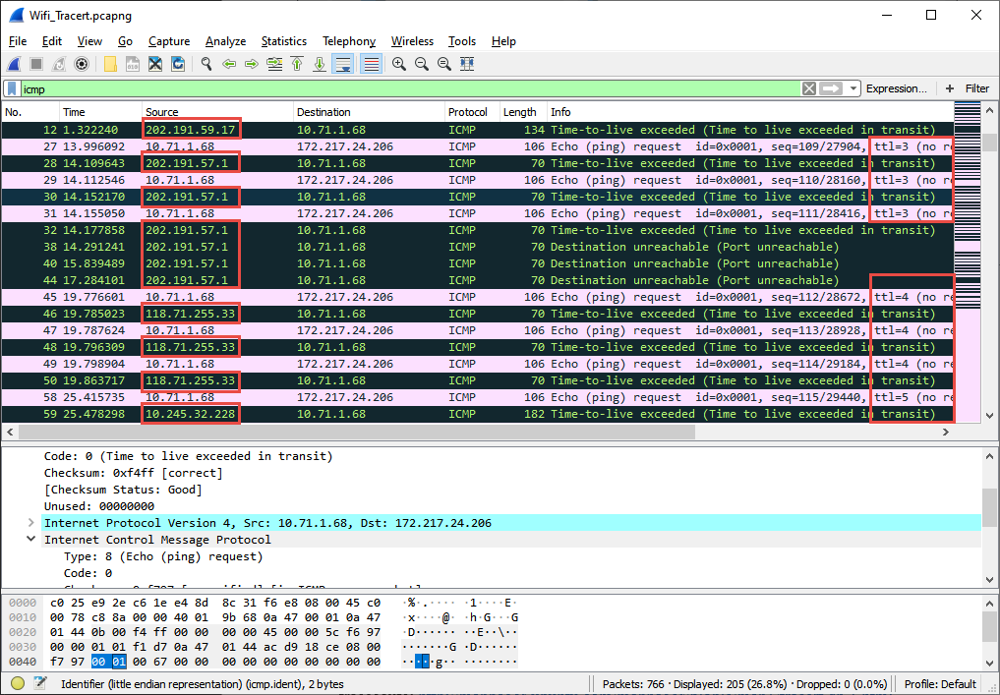 Wifi_Tracert.pcapng
File Edit View Go Capture Analyze Statistics Telephony Wireless Tools Help
icmp Expression... + Filter
No. Time Source Destination Protocol Length Info
12 1.322240 202.191.59.17 10.71.1.68 ICMP 134 Time-to-live exceeded (Time to live exceeded in transit)
27 13.996092 10.71.1.68 172.217.24.206 ICMP 106 Echo (ping) request id=0x0001, seq=109/27904, ttl=3 (no re
28 14.109643 202.191.57.1 10.71.1.68 ICMP 70 Time-to-live exceeded (Time to live exceeded in transit)
29 14.112546 10.71.1.68 172.217.24.206 ICMP 106 Echo (ping) request id=0x0001, seq=110/28160, ttl=3 (no re
30 14.152170 202.191.57.1 10.71.1.68 ICMP 70 Time-to-live exceeded (Time to live exceeded in transit)
31 14.155050 10.71.1.68 172.217.24.206 ICMP 106 Echo (ping) request id=0x0001, seq=111/28416, ttl=3 (no re
32 14.177858 202.191.57.1 10.71.1.68 ICMP 70 Time-to-live exceeded (Time to live exceeded in transit)
38 14.291241 202.191.57.1 10.71.1.68 ICMP 70 Destination unreachable (Port unreachable)
40 15.839489 202.191.57.1 10.71.1.68 ICMP 70 Destination unreachable (Port unreachable)
44 17.284101 202.191.57.1 10.71.1.68 ICMP 70 Destination unreachable (Port unreachable)
45 19.776601 10.71.1.68 172.217.24.206 ICMP 106 Echo (ping) request id=0x0001, seq=112/28672, ttl=4 (no re
46 19.785023 118.71.255.33 10.71.1.68 ICMP 70 Time-to-live exceeded (Time to live exceeded in transit)
47 19.787624 10.71.1.68 172.217.24.206 ICMP 106 Echo (ping) request id=0x0001, seq=113/28928, ttl=4 (no re
48 19.796309 118.71.255.33 10.71.1.68 ICMP 70 Time-to-live exceeded (Time to live exceeded in transit)
49 19.798904 10.71.1.68 172.217.24.206 ICMP 106 Echo (ping) request id=0x0001, seq=114/29184, ttl=4 (no re
50 19.863717 118.71.255.33 10.71.1.68 ICMP 70 Time-to-live exceeded (Time to live exceeded in transit)
58 25.415735 10.71.1.68 172.217.24.206 ICMP 106 Echo (ping) request id=0x0001, seq=115/29440, ttl=5 (no re
59 25.478298 10.245.32.228 10.71.1.68 ICMP 182 Time-to-live exceeded (Time to live exceeded in transit)
Code: 0 (Time to live exceeded in transit)
Checksum: 0xf4ff [correct]
[Checksum Status: Good]
Unused: 00000000
Internet Protocol Version 4, Src: 10.71.1.68, Dst: 172.217.24.206
Internet Control Message Protocol
Type: 8 (Echo (ping) request)
Code: 0
0000 c0 25 e9 2e c6 1e e4 8d 8c 31 f6 e8 08 00 45 c0 ·%·.···· ·1····E·
0010 00 78 c8 8a 00 00 40 01 9b 68 0a 47 00 01 0a 47 ·x····@· ·h·G···G
0020 01 44 0b 00 f4 ff 00 00 00 00 45 00 00 5c cf 97 ·D······ ··E··\··
0030 00 00 01 01 f1 d7 0a 47 01 44 ac d9 18 ce 08 00 ·······G ·D······
0040 f7 97 00 01 00 67 00 00 00 00 00 00 00 00 00 00 ·····g·· ········
Identifier (little endian representation) (icmp.ident), 2 bytes Packets: 766 · Displayed: 205 (26.8%) · Dropped: 0 (0.0%) Profile: Default